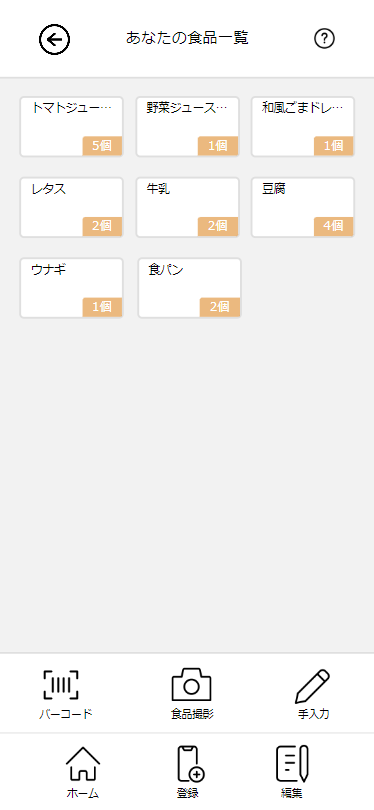 あなたの食品一覧
トマトジュー…
5個
野菜ジュース…
1個
和風ごまドレ…
1個
レタス
2個
牛乳
2個
豆腐
4個
ウナギ
1個
食パン
2個
バーコード
食品撮影
手入力
ホーム
登録
編集